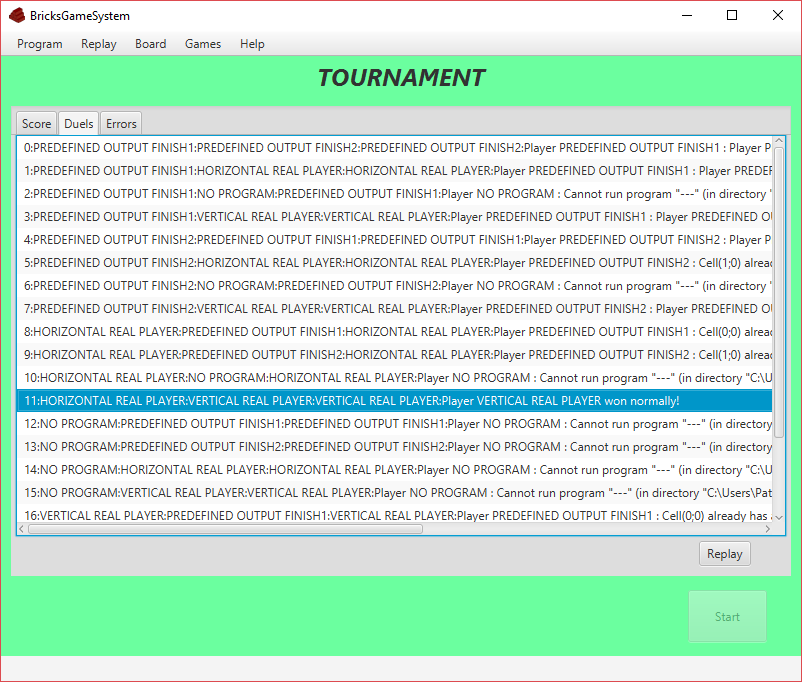 BricksGameSystem
Program Replay Board Games Help
TOURNAMENT
Score Duels Errors
0:PREDEFINED OUTPUT FINISH1:PREDEFINED OUTPUT FINISH2:PREDEFINED OUTPUT FINISH2:Player PREDEFINED OUTPUT FINISH1 : Player P
1:PREDEFINED OUTPUT FINISH1:HORIZONTAL REAL PLAYER:HORIZONTAL REAL PLAYER:Player PREDEFINED OUTPUT FINISH1 : Player PREDEF
2:PREDEFINED OUTPUT FINISH1:NO PROGRAM:PREDEFINED OUTPUT FINISH1:Player NO PROGRAM : Cannot run program "---" (in directory "
3:PREDEFINED OUTPUT FINISH1:VERTICAL REAL PLAYER:VERTICAL REAL PLAYER:Player PREDEFINED OUTPUT FINISH1 : Player PREDEFINED O
4:PREDEFINED OUTPUT FINISH2:PREDEFINED OUTPUT FINISH1:PREDEFINED OUTPUT FINISH1:Player PREDEFINED OUTPUT FINISH2 : Player P
5:PREDEFINED OUTPUT FINISH2:HORIZONTAL REAL PLAYER:HORIZONTAL REAL PLAYER:Player PREDEFINED OUTPUT FINISH2 : Cell(1;0) alread
6:PREDEFINED OUTPUT FINISH2:NO PROGRAM:PREDEFINED OUTPUT FINISH2:Player NO PROGRAM : Cannot run program "---" (in directory "
7:PREDEFINED OUTPUT FINISH2:VERTICAL REAL PLAYER:VERTICAL REAL PLAYER:Player PREDEFINED OUTPUT FINISH2 : Player PREDEFINED O
8:HORIZONTAL REAL PLAYER:PREDEFINED OUTPUT FINISH1:HORIZONTAL REAL PLAYER:Player PREDEFINED OUTPUT FINISH1 : Cell(0;0) alread
9:HORIZONTAL REAL PLAYER:PREDEFINED OUTPUT FINISH2:HORIZONTAL REAL PLAYER:Player PREDEFINED OUTPUT FINISH2 : Cell(1;0) alread
10:HORIZONTAL REAL PLAYER:NO PROGRAM:HORIZONTAL REAL PLAYER:Player NO PROGRAM : Cannot run program "---" (in directory "C:\U
11:HORIZONTAL REAL PLAYER:VERTICAL REAL PLAYER:VERTICAL REAL PLAYER:Player VERTICAL REAL PLAYER won normally!
12:NO PROGRAM:PREDEFINED OUTPUT FINISH1:PREDEFINED OUTPUT FINISH1:Player NO PROGRAM : Cannot run program "---" (in directory
13:NO PROGRAM:PREDEFINED OUTPUT FINISH2:PREDEFINED OUTPUT FINISH2:Player NO PROGRAM : Cannot run program "---" (in directory
14:NO PROGRAM:HORIZONTAL REAL PLAYER:HORIZONTAL REAL PLAYER:Player NO PROGRAM : Cannot run program "---" (in directory "C:\U
15:NO PROGRAM:VERTICAL REAL PLAYER:VERTICAL REAL PLAYER:Player NO PROGRAM : Cannot run program "---" (in directory "C:\Users\Pat
16:VERTICAL REAL PLAYER:PREDEFINED OUTPUT FINISH1:VERTICAL REAL PLAYER:Player PREDEFINED OUTPUT FINISH1 : Cell(0;0) already has
Replay
Start